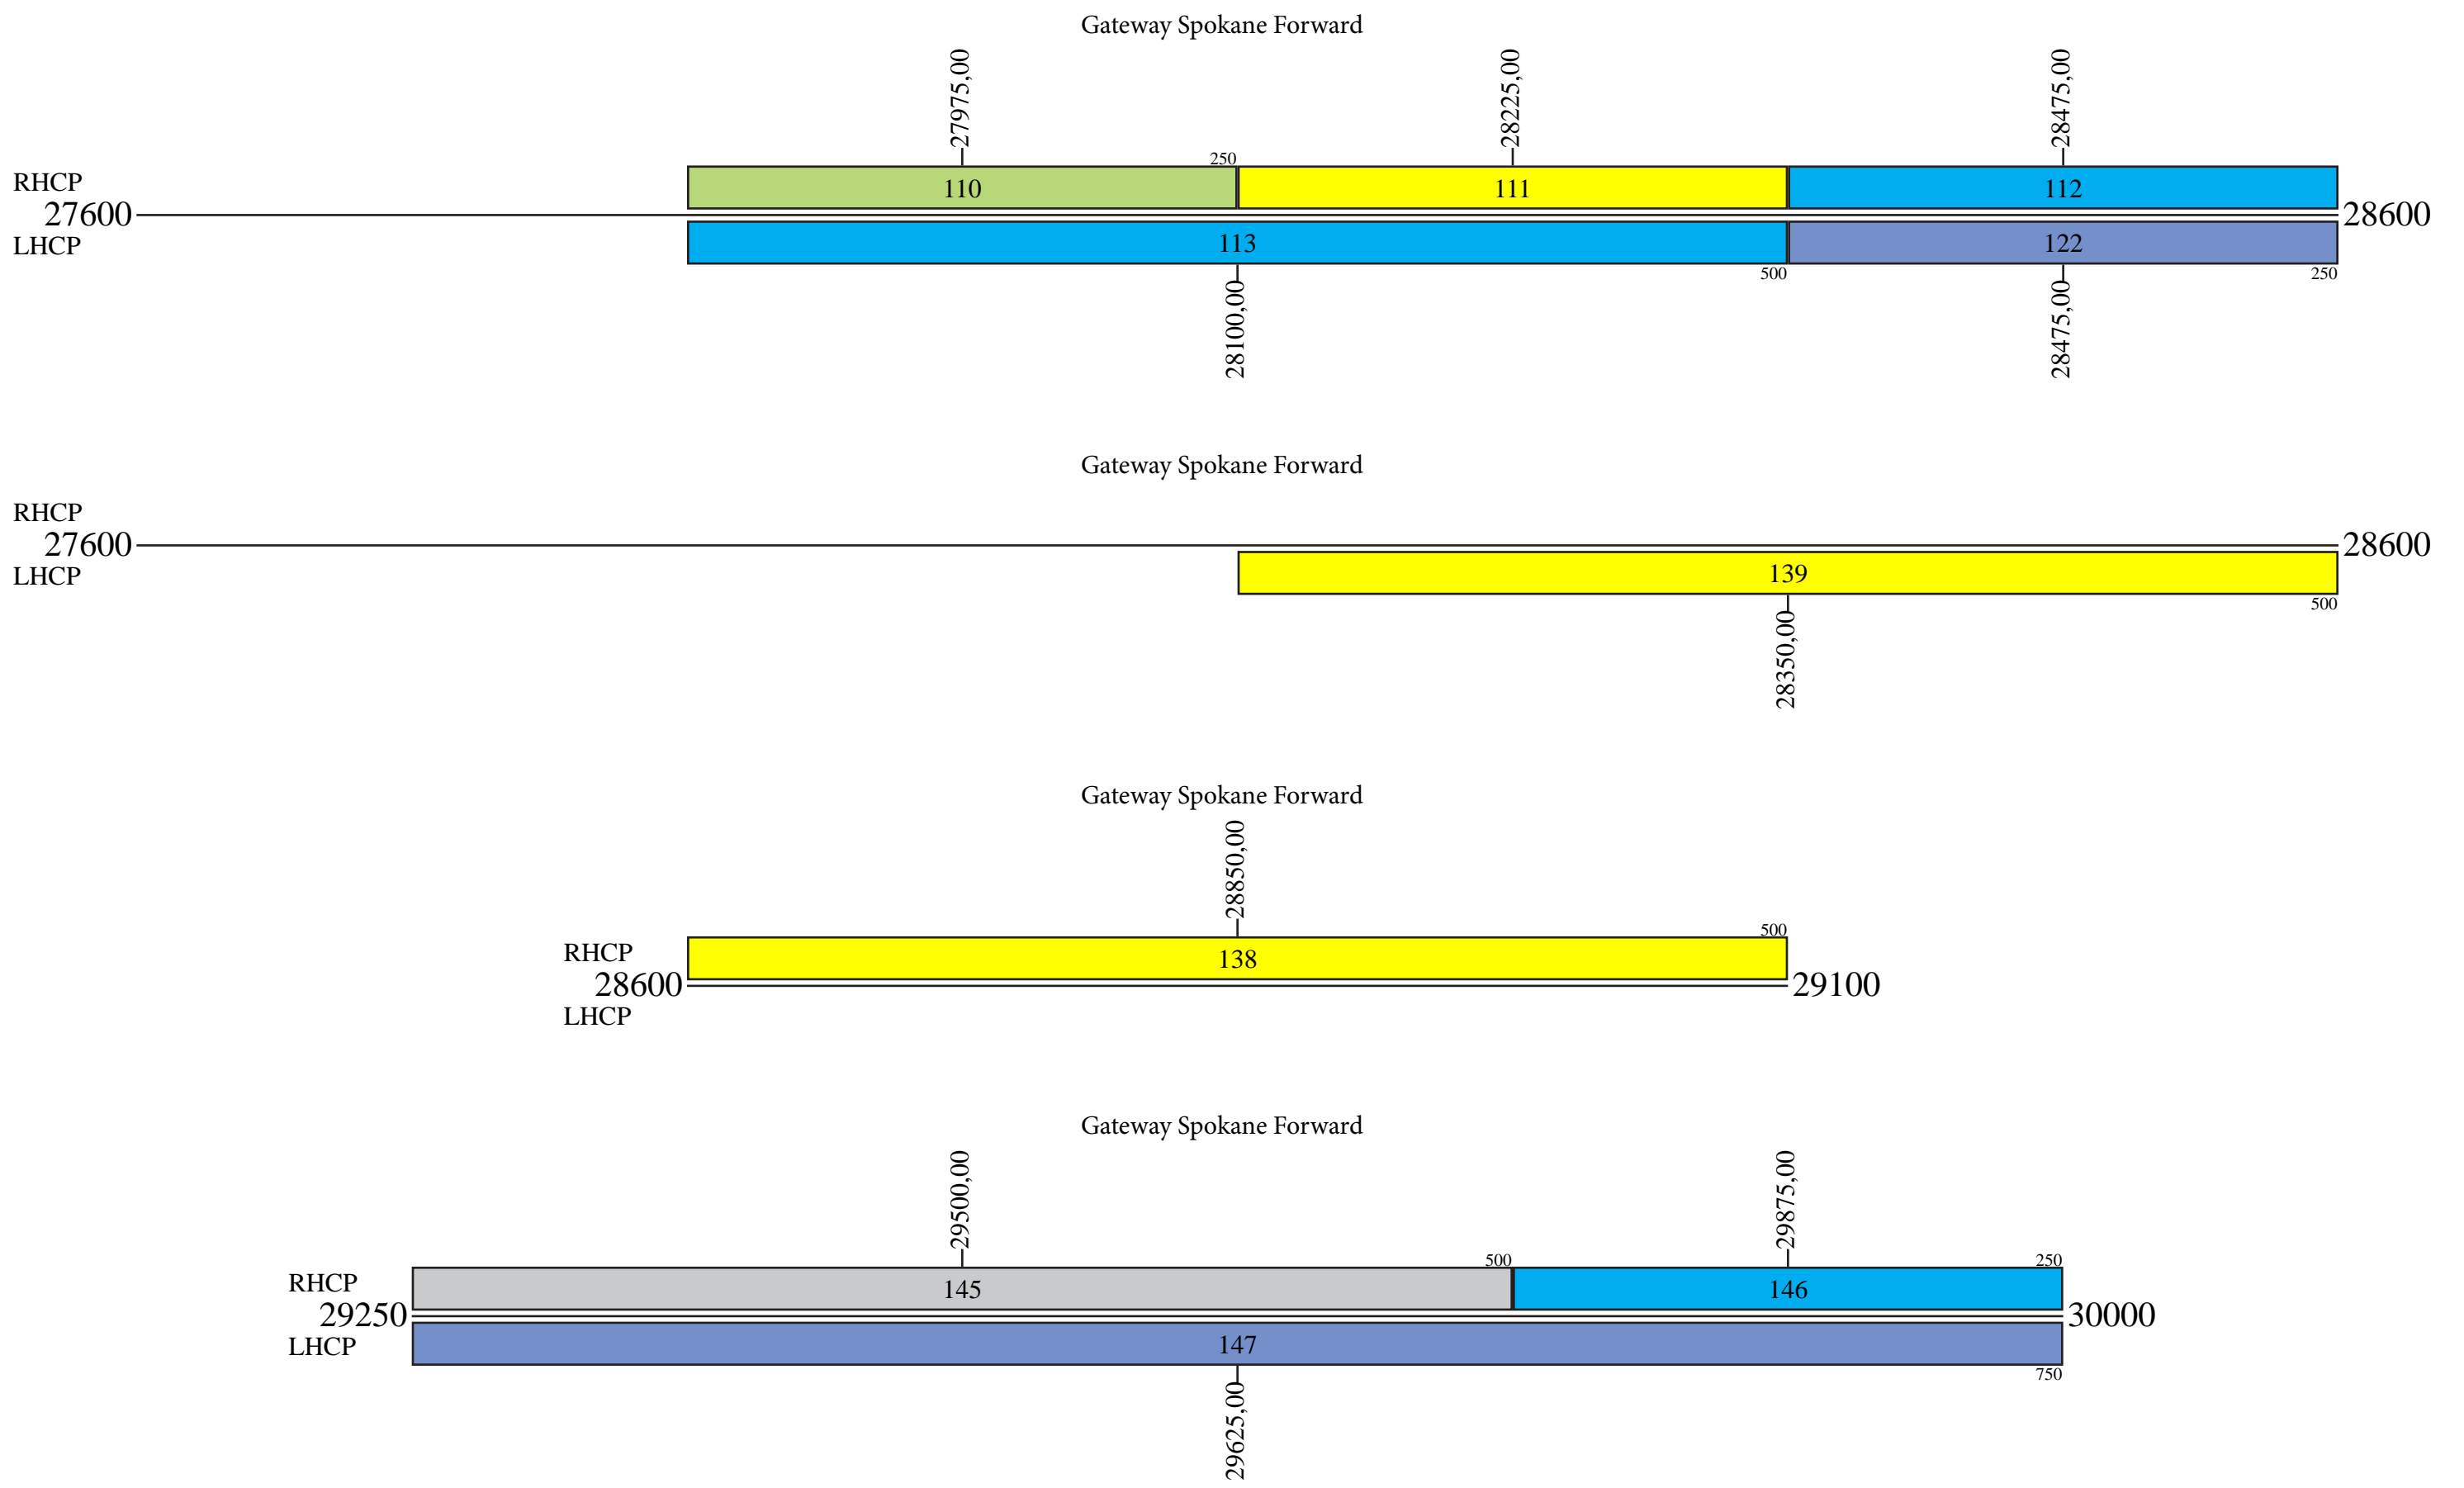 Gateway Spokane Forward
27975,00 28225,00 28475,00
250
RHCP 110 111 112
27600 28600
LHCP 113 122
500 250
28100,00 28475,00
Gateway Spokane Forward
RHCP
27600 28600
LHCP 139
500
28350,00
Gateway Spokane Forward
28850,00
500
RHCP 138
28600 29100
LHCP
Gateway Spokane Forward
29500,00 29875,00
500 250
RHCP 145 146
29250 30000
LHCP 147
750
29625,00